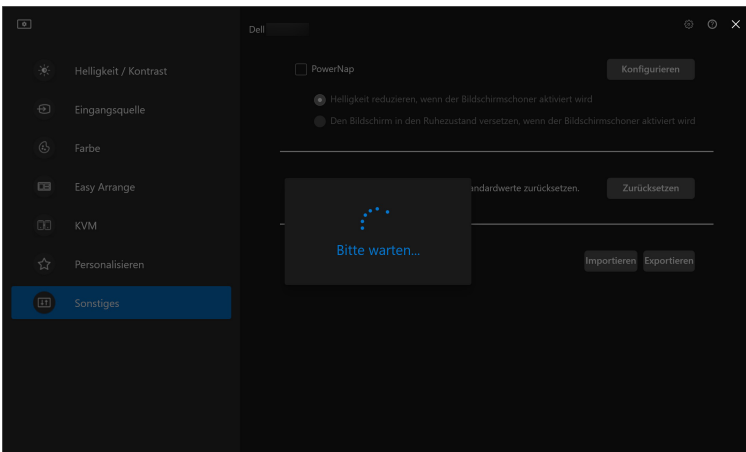 Dell
Helligkeit / Kontrast
Eingangsquelle
Farbe
Easy Arrange
KVM
Personalisieren
Sonstiges
PowerNap
Konfigurieren
Helligkeit reduzieren, wenn der Bildschirmschoner aktiviert wird
Den Bildschirm in den Ruhezustand versetzen, wenn der Bildschirmschoner aktiviert wird
zurücksetzen.
Zurücksetzen
Bitte warten...
Importieren
Exportieren